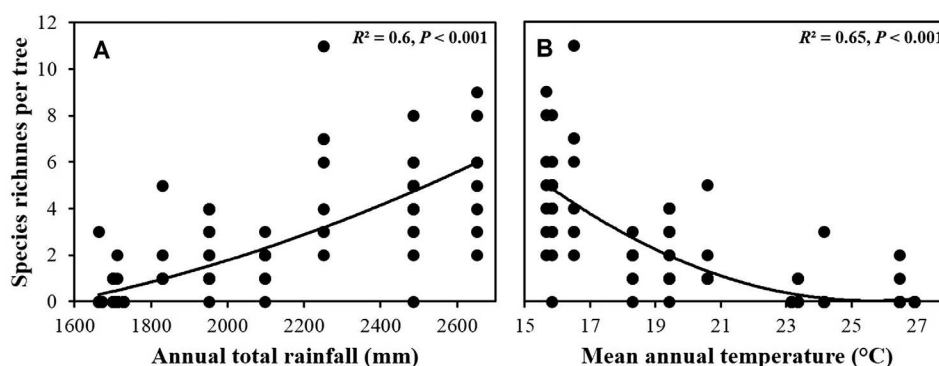 Species richnnes per tree
12
10
8
6
4
2
0
A
R² = 0.6, P < 0.001
1600 1800 2000 2200 2400 2600
Annual total rainfall (mm)
B
R² = 0.65, P < 0.001
15 17 19 21 23 25 27
Mean annual temperature (°C)